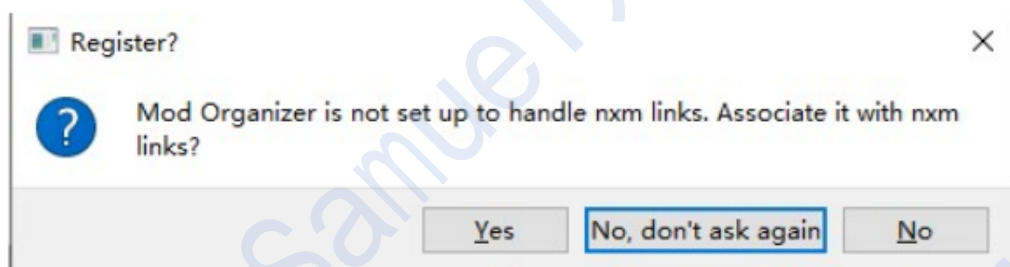 Register?
Mod Organizer is not set up to handle nxm links. Associate it with nxm
links?
Yes
No, don't ask again
No